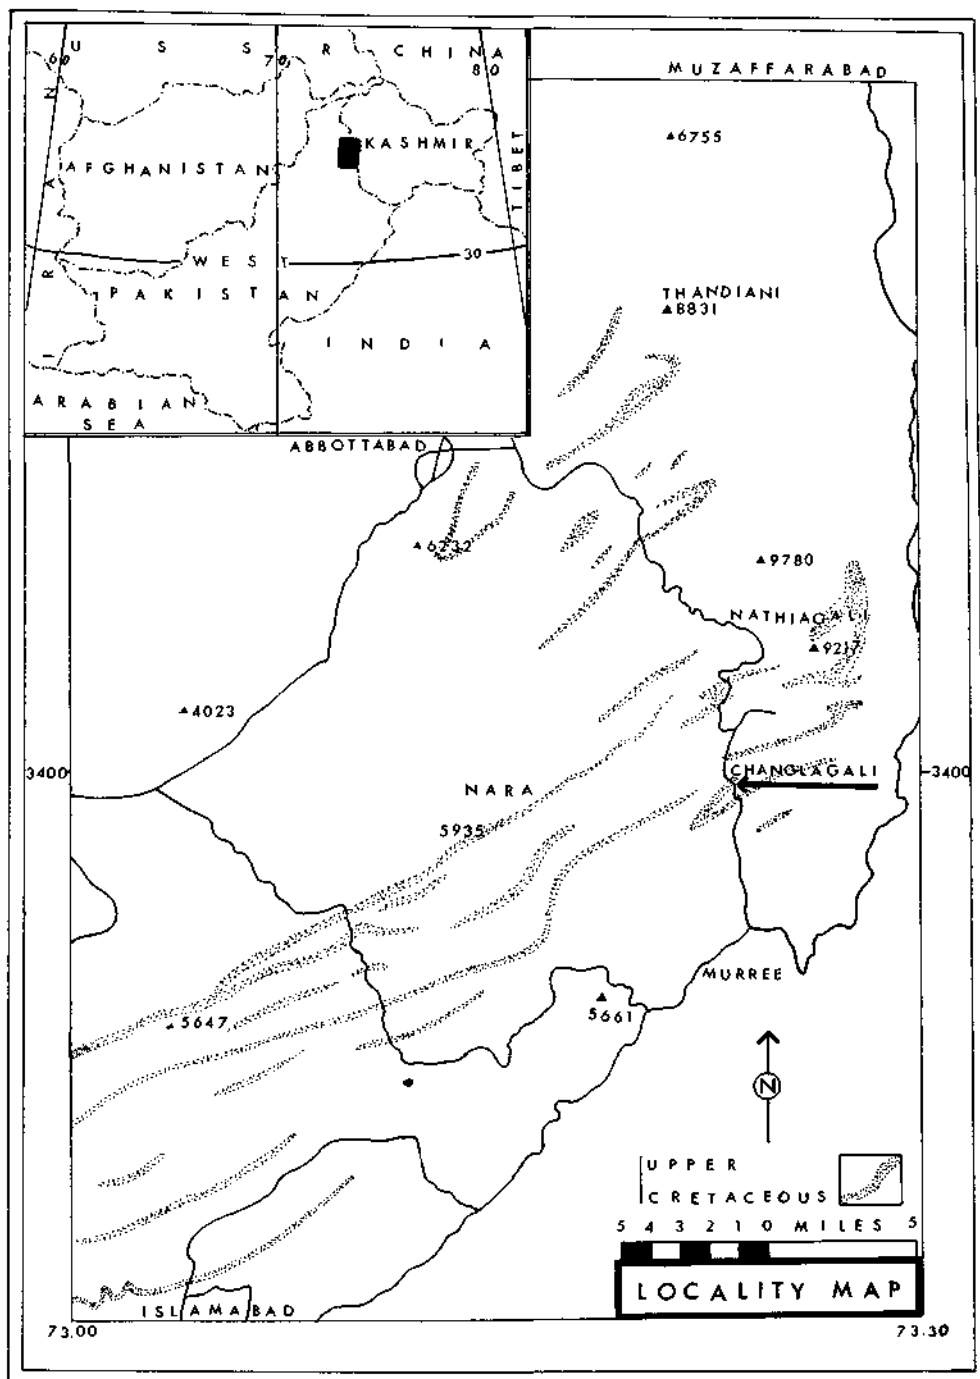 U S S R
CHINA
60
70
80
IRAN
AFGHANISTAN
KASHMIR
TIBET
WEST
30
PAKISTAN
INDIA
ARABIAN
SEA
MUZAFFARABAD
6755
THANDIANI
8831
ABBOTTABAD
6232
9780
NATHIAGALI
9217
4023
3400
NARA
5935
CHANGLAGALI
3400
MURREE
5647
5661
N
UPPER
CRETACEOUS
5 4 3 2 1 0 MILES 5
LOCALITY MAP
ISLAMABAD
73.00
73.30